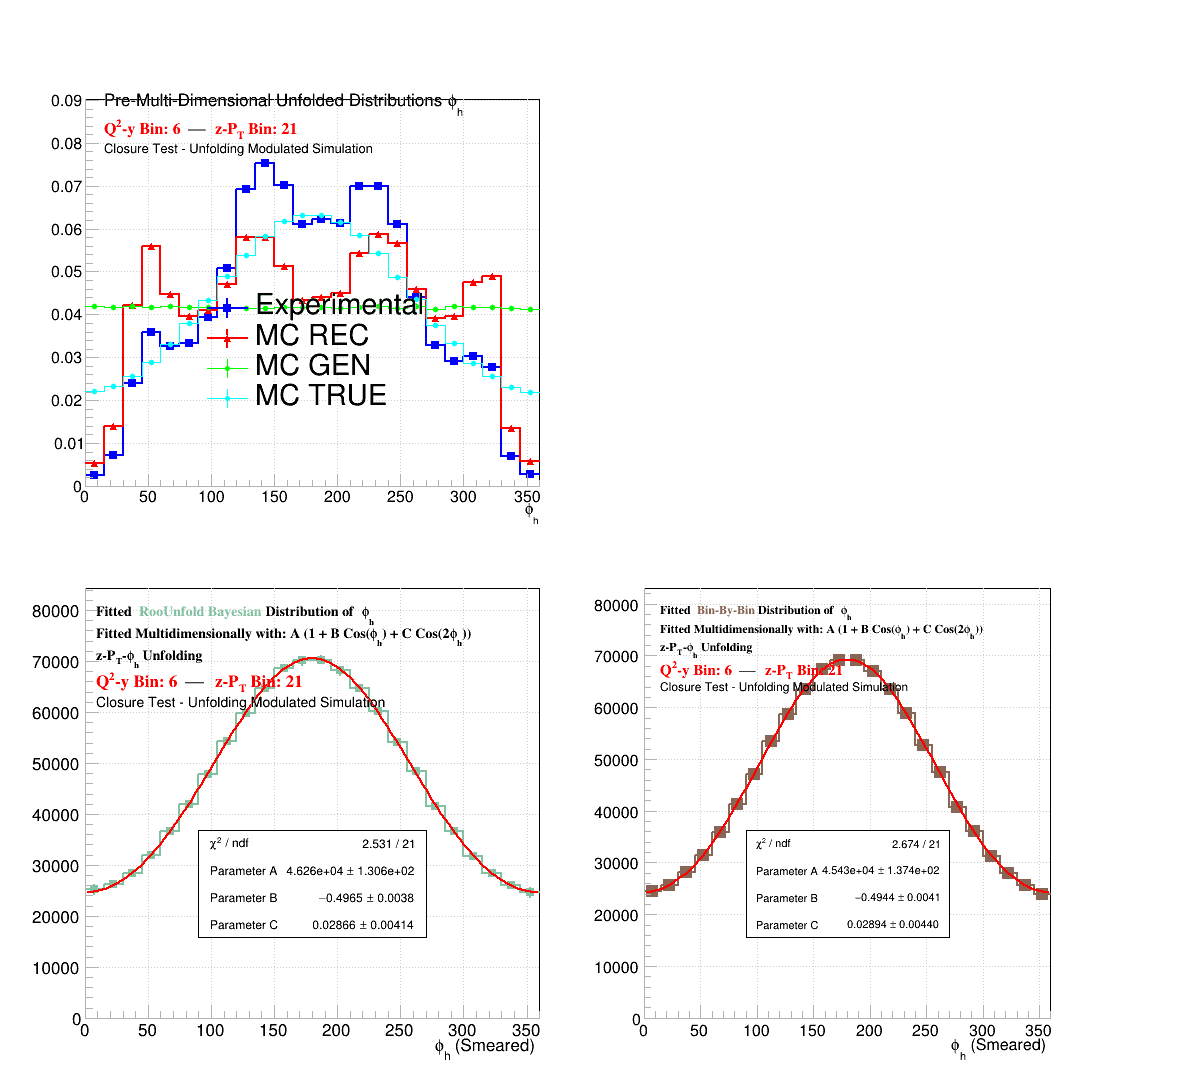 Pre-Multi-Dimensional Unfolded Distributions ϕh
Q²-y Bin: 6 — z-PT Bin: 21
Closure Test - Unfolding Modulated Simulation
0.09
0.08
0.07
0.06
0.05
0.04
0.03
0.02
0.01
0
Experimental
MC REC
MC GEN
MC TRUE
0 50 100 150 200 250 300 350
ϕh
Fitted RooUnfold Bayesian Distribution of ϕh
Fitted Multidimensionally with: A (1 + B Cos(ϕh) + C Cos(2ϕh))
z-PT-ϕh Unfolding
Q²-y Bin: 6 — z-PT Bin: 21
Closure Test - Unfolding Modulated Simulation
80000
70000
60000
50000
40000
30000
20000
10000
0
χ² / ndf 2.531 / 21
Parameter A 4.626e+04 ± 1.306e+02
Parameter B −0.4965 ± 0.0038
Parameter C 0.02866 ± 0.00414
0 50 100 150 200 250 300 350
ϕh (Smeared)
Fitted Bin-By-Bin Distribution of ϕh
Fitted Multidimensionally with: A (1 + B Cos(ϕh) + C Cos(2ϕh))
z-PT-ϕh Unfolding
Q²-y Bin: 6 — z-PT Bin: 21
Closure Test - Unfolding Modulated Simulation
80000
70000
60000
50000
40000
30000
20000
10000
0
χ² / ndf 2.674 / 21
Parameter A 4.543e+04 ± 1.374e+02
Parameter B −0.4944 ± 0.0041
Parameter C 0.02894 ± 0.00440
0 50 100 150 200 250 300 350
ϕh (Smeared)